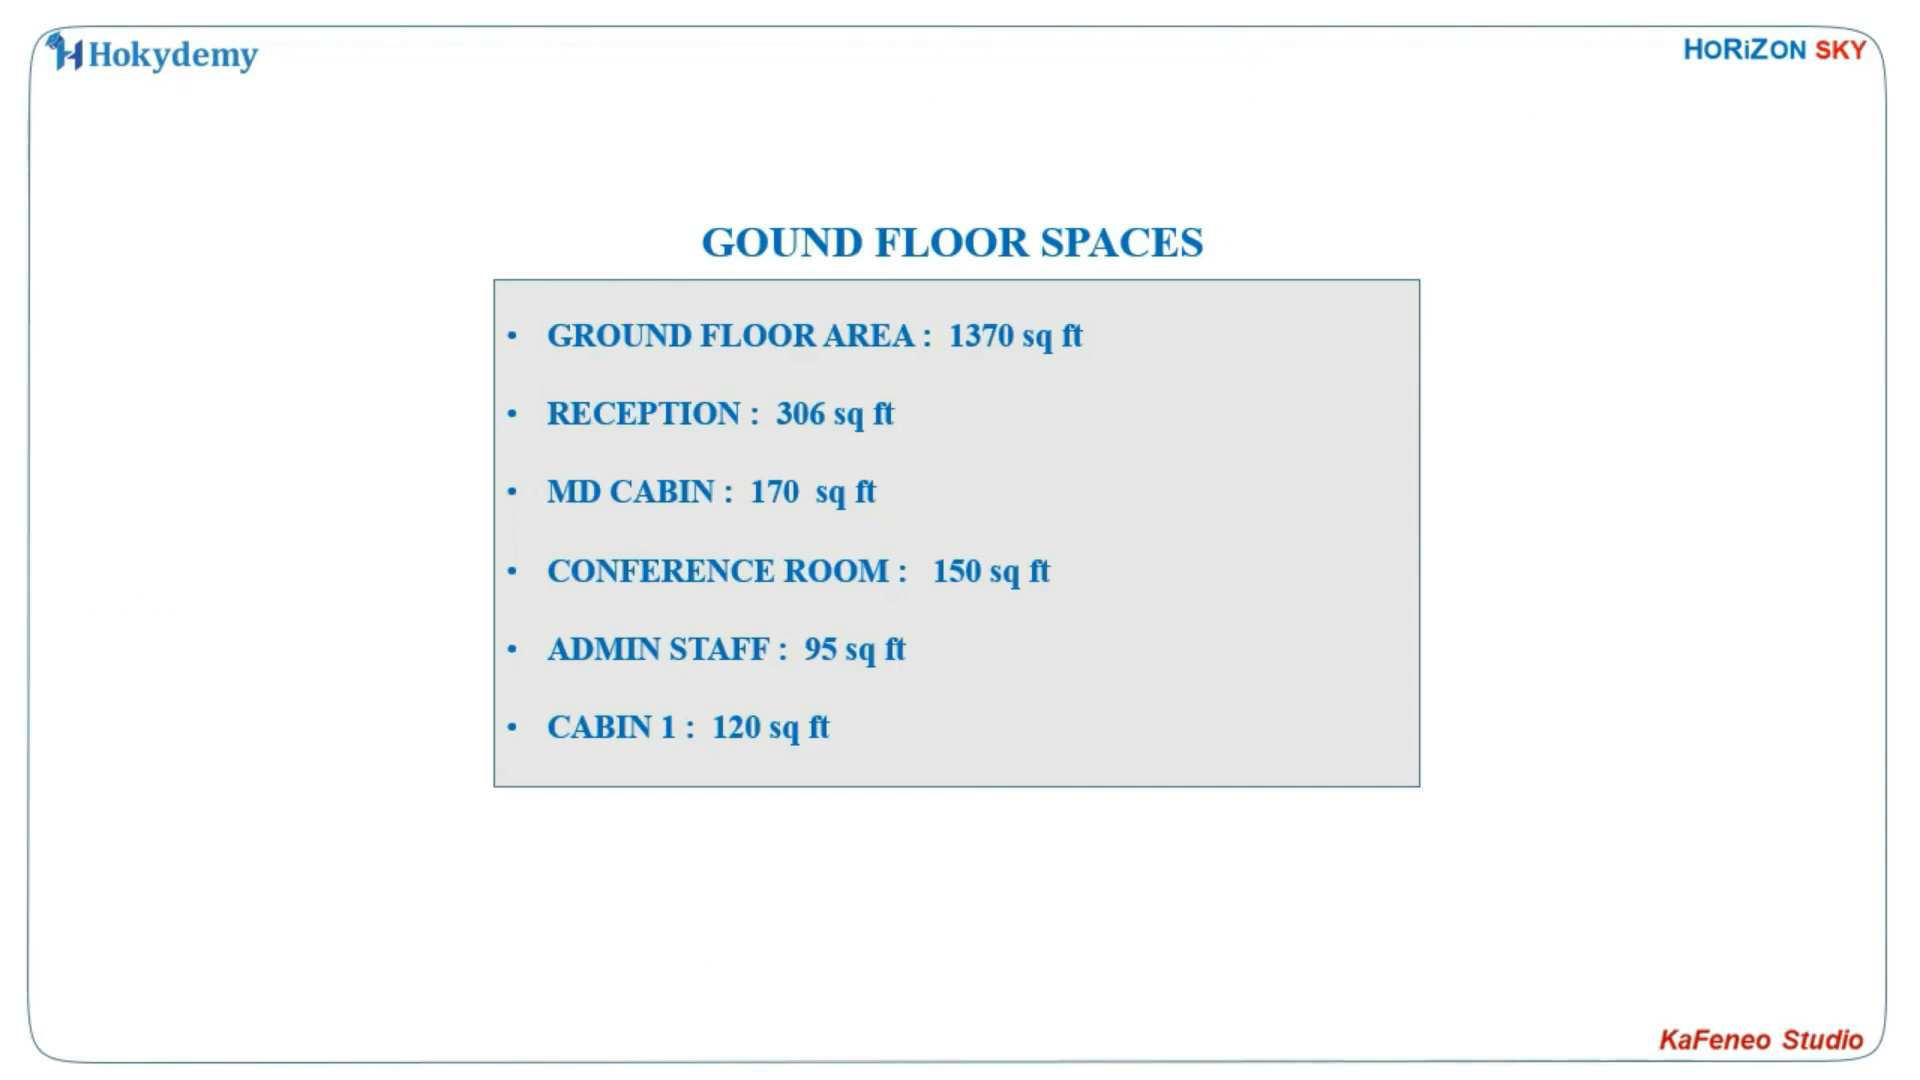 Hokydemy
HoRiZoN SKY
GOUND FLOOR SPACES
• GROUND FLOOR AREA : 1370 sq ft
• RECEPTION : 306 sq ft
• MD CABIN : 170 sq ft
• CONFERENCE ROOM : 150 sq ft
• ADMIN STAFF : 95 sq ft
• CABIN 1 : 120 sq ft
KaFeneo Studio